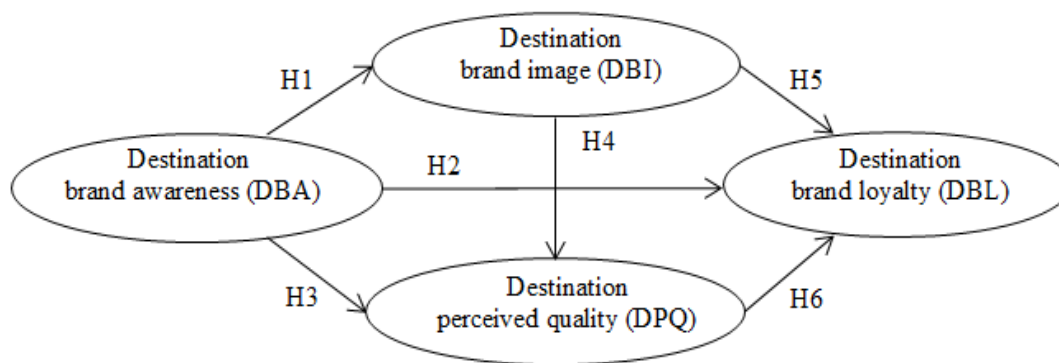 Destination
brand image (DBI)
H1
H5
Destination
brand awareness (DBA)
H2
H4
Destination
brand loyalty (DBL)
H3
Destination
perceived quality (DPQ)
H6